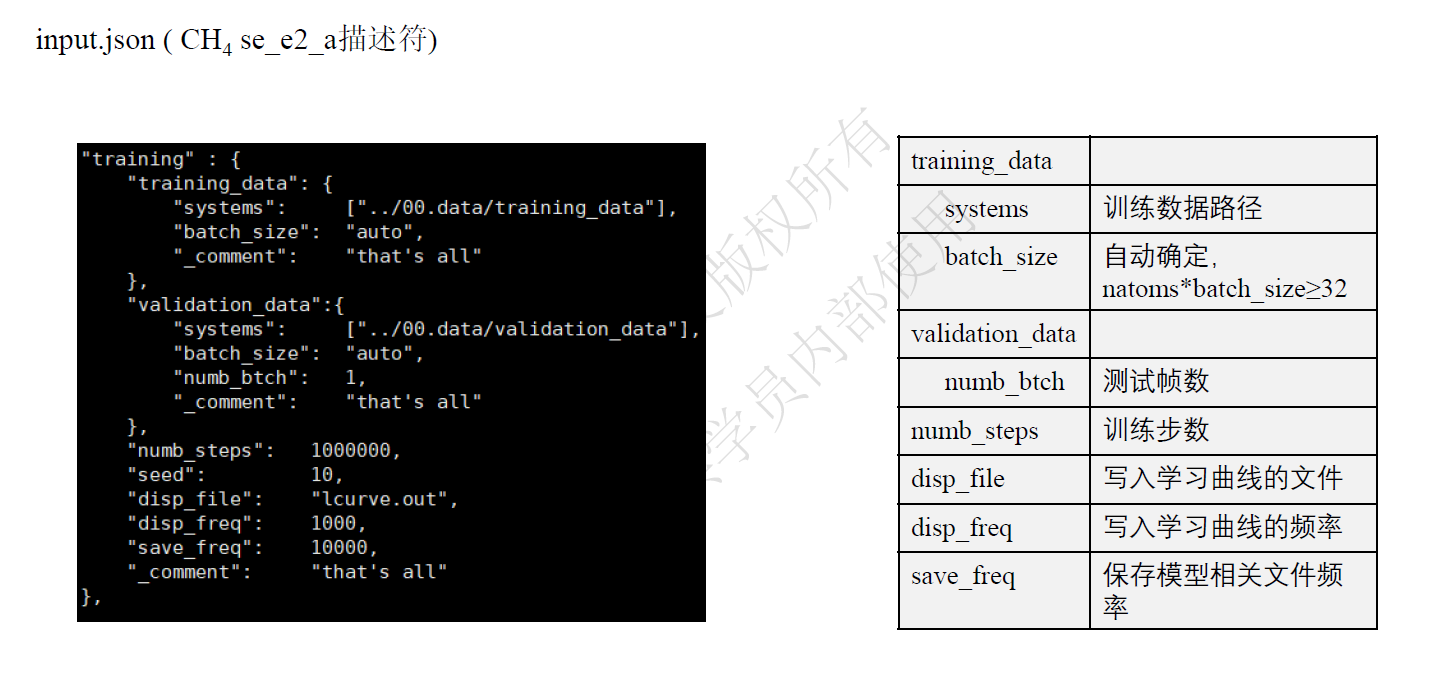 input.json ( CH4 se_e2_a描述符)
"training" : {
"training_data": {
"systems": ["../00.data/training_data"],
"batch_size": "auto",
"_comment": "that's all"
},
"validation_data":{
"systems": ["../00.data/validation_data"],
"batch_size": "auto",
"numb_btch": 1,
"_comment": "that's all"
},
"numb_steps": 1000000,
"seed": 10,
"disp_file": "lcurve.out",
"disp_freq": 1000,
"save_freq": 10000,
"_comment": "that's all"
},
training_data
systems 训练数据路径
batch_size 自动确定,
natoms*batch_size≥32
validation_data
numb_btch 测试帧数
numb_steps 训练步数
disp_file 写入学习曲线的文件
disp_freq 写入学习曲线的频率
save_freq 保存模型相关文件频
率
版权所有
学员内部使用